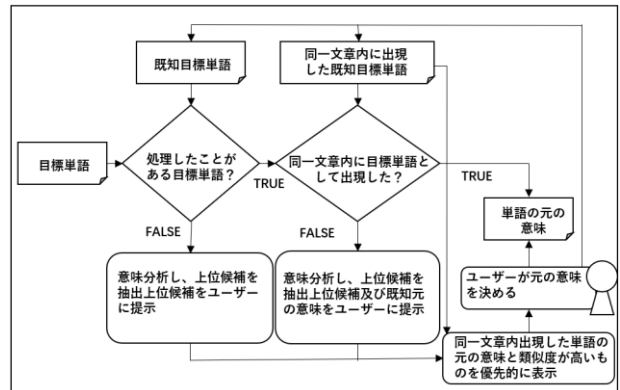 既知目標単語
同一文章内に出現
した既知目標単語
目標単語
処理したことが
ある目標単語？
TRUE
同一文章内に目標単語と
して出現した？
TRUE
単語の元の
意味
FALSE
FALSE
意味分析し、上位候補を
抽出上位候補をユーザー
に提示
意味分析し、上位候補を
抽出上位候補及び既知元
の意味をユーザーに提示
ユーザーが元の意味
を決める
同一文章内出現した単語の
元の意味と類似度が高いも
のを優先的に表示